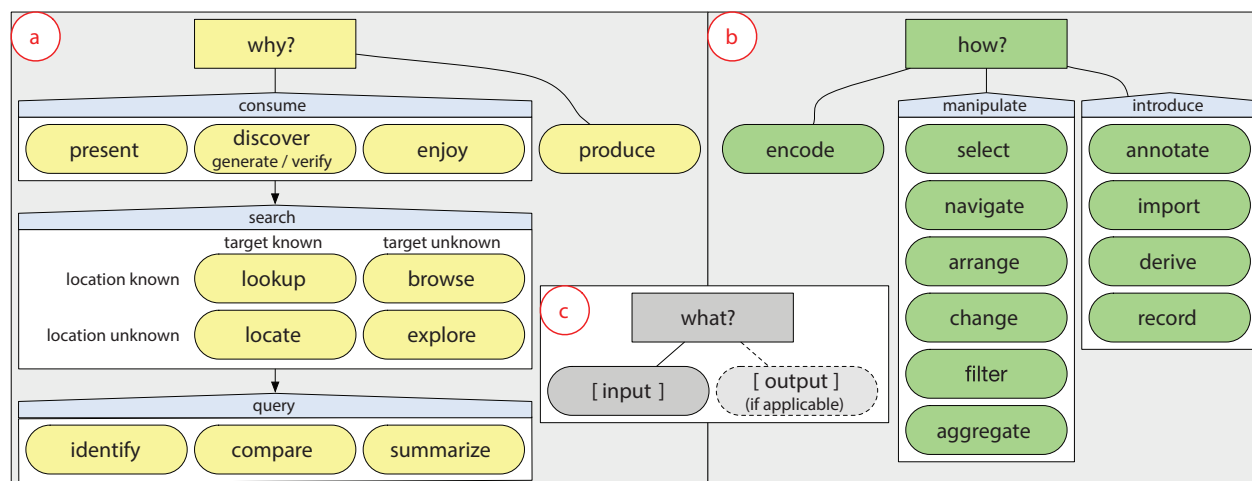 a
why?
consume
present
discover
generate / verify
enjoy
produce
search
target known
target unknown
location known
lookup
browse
location unknown
locate
explore
query
identify
compare
summarize
b
how?
encode
manipulate
select
navigate
arrange
change
filter
aggregate
introduce
annotate
import
derive
record
c
what?
[ input ]
[ output ]
(if applicable)